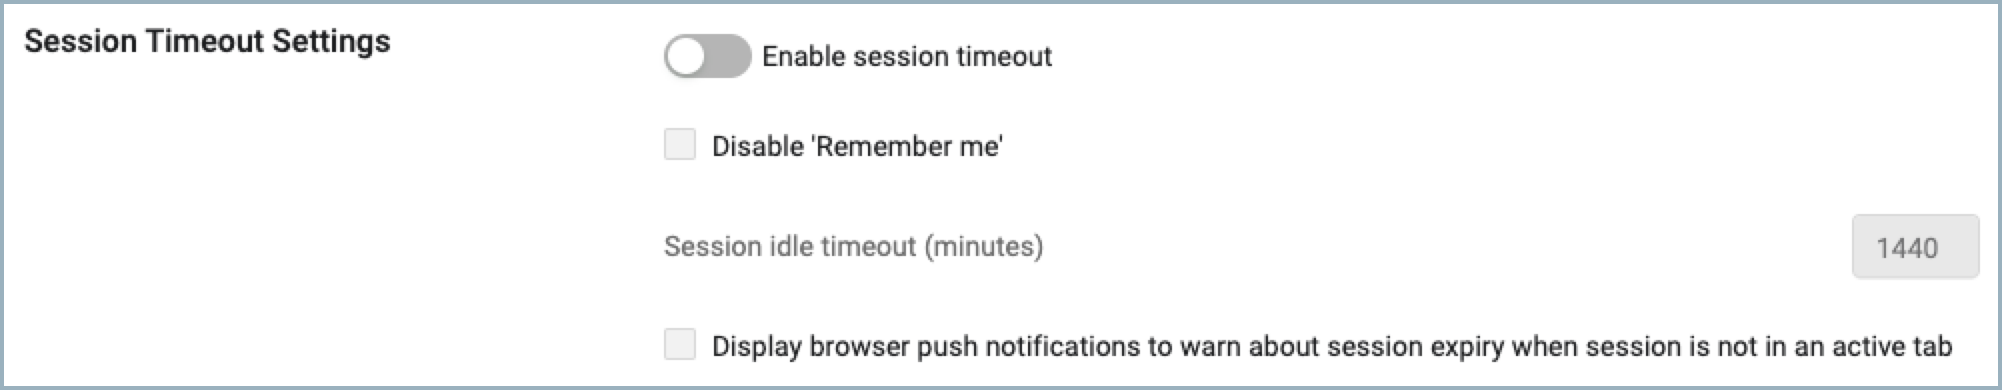 Session Timeout Settings
Enable session timeout
Disable 'Remember me'
Session idle timeout (minutes)
1440
Display browser push notifications to warn about session expiry when session is not in an active tab